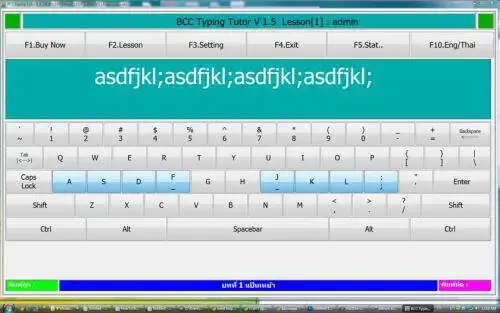 BCC Typing Tutor V 1.5 Lesson[1] : admin
F1.Buy Now F2.Lesson F3.Setting F4.Exit F5.Stat.. F10.Eng/Thai
asdfjkl;asdfjkl;asdfjkl;asdfjkl;
` ! @ # $ % ^ & * ( ) _ + Backspace
~ 1 2 3 4 5 6 7 8 9 0 - =
Tab Q W E R T Y U I O P { } |
[ ] \
Caps Lock A S D F _ G H J _ K L : ; " ' Enter
Shift Z X C V B N M < , > . ? / Shift
Ctrl Alt Spacebar Alt Ctrl
บทที่ 1 แป้นเหย้า